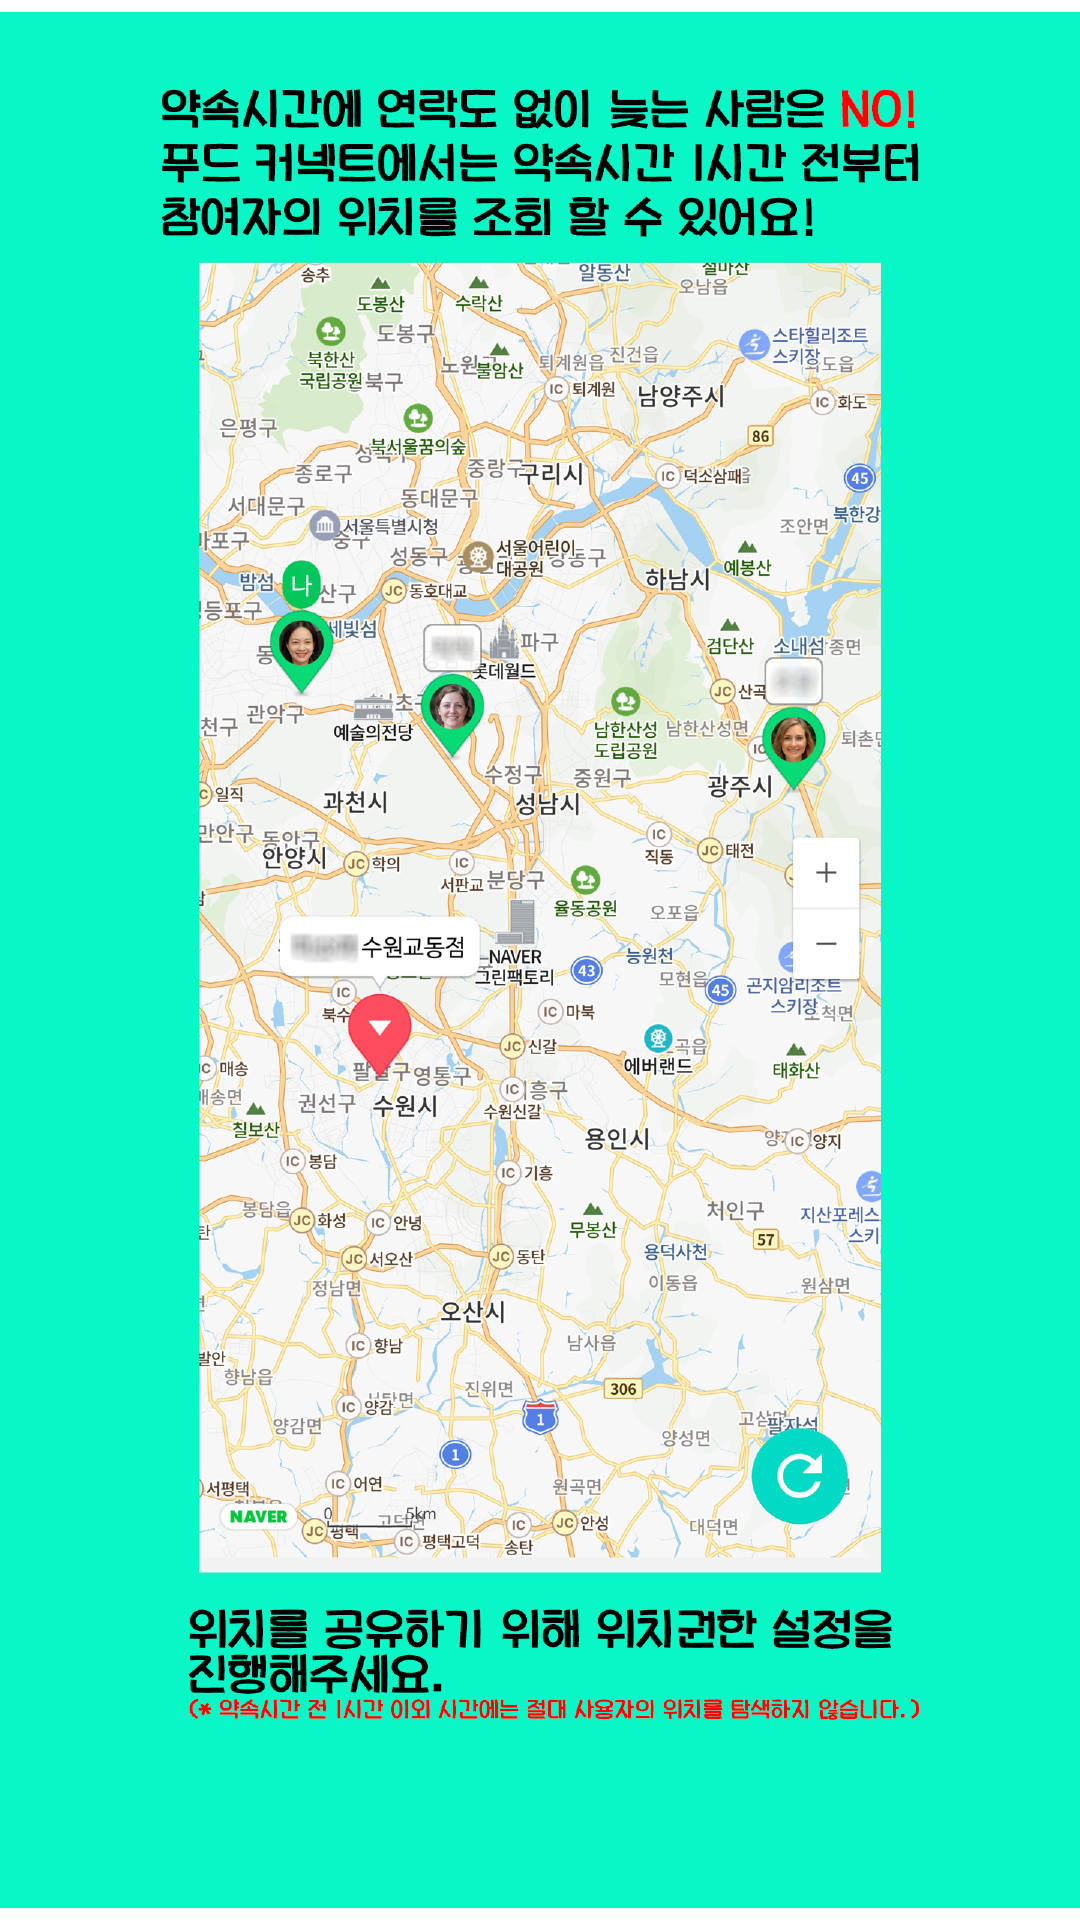 약속시간에 연락도 없이 늦는 사람은 NO!
푸드 커넥트에서는 약속시간 1시간 전부터
참여자의 위치를 조회 할 수 있어요!
송추
도봉산
수락산
알동산
철마산
오남읍
도봉구
북한산
국립공원
북구
노원구
불암산
퇴계원읍
진건읍
스타힐리조트
스키장
도읍
IC 퇴계원
남양주시
IC 화도
은평구
북서울꿈의숲
86
종로구
중랑구
구리시
IC 덕소삼패
45
서대문구
동대문구
북한강
서울특별시청
중구
조안면
마포구
성동구
서울어린이
대공원
강동구
예봉산
밤섬
나
산구
JC 동호대교
하남시
영등포구
세빛섬
파구
롯데월드
검단산
소내섬
종면
동
초구
예술의전당
관악구
JC 산곡
남한산성
도립공원
남한산성면
IC
퇴촌면
천구
수정구
중원구
광주시
일직
과천시
성남시
만안구
동안구
안양시
JC 학의
IC
서판교
분당구
IC
직동
JC 태전
+
율동공원
오포읍
수원교동점
NAVER
그린팩토리
43
능원천
모현읍
45
−
곤지암리조트
스키장
척면
IC
북수
IC 마북
JC 신갈
에버랜드
곡읍
태화산
IC 매송
매송면
팔달구
영통구
IC
수원신갈
기흥구
권선구
수원시
칠보산
용인시
IC 양지
IC 봉담
IC 기흥
봉담읍
JC 화성
IC 안녕
무봉산
처인구
지산포레스
스키
57
JC 서오산
JC 동탄
용덕사천
정남면
이동읍
원삼면
오산시
발안
IC 향남
남사읍
향남읍
진위면
306
IC 양감
양감면
1
고삼면
팔자섬
양성면
1
서평택
IC 어연
원곡면
NAVER
0
5km
고덕면
JC 평택
IC 평택고덕
IC
송탄
JC 안성
대덕면
위치를 공유하기 위해 위치권한 설정을
진행해주세요.
(* 약속시간 전 1시간 이외 시간에는 절대 사용자의 위치를 탐색하지 않습니다.)